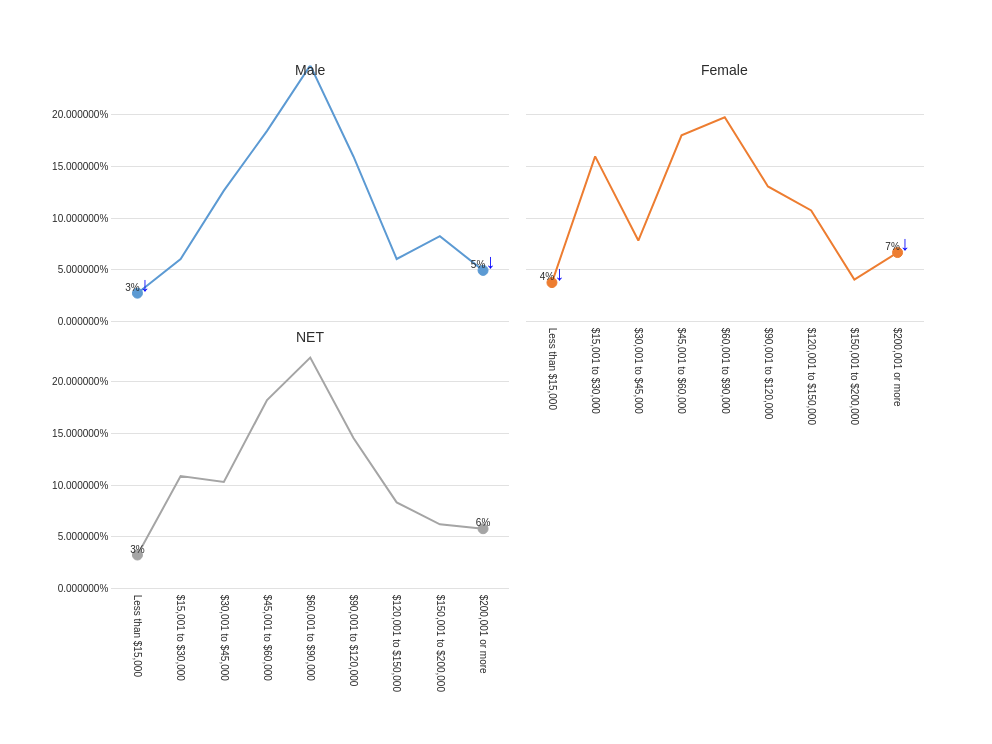 Male
20.000000%
15.000000%
10.000000%
5.000000%
0.000000%
3%↓
5%↓
Female
4%↓
7%↓
Less than $15,000
$15,001 to $30,000
$30,001 to $45,000
$45,001 to $60,000
$60,001 to $90,000
$90,001 to $120,000
$120,001 to $150,000
$150,001 to $200,000
$200,001 or more
NET
20.000000%
15.000000%
10.000000%
5.000000%
0.000000%
3%
6%
Less than $15,000
$15,001 to $30,000
$30,001 to $45,000
$45,001 to $60,000
$60,001 to $90,000
$90,001 to $120,000
$120,001 to $150,000
$150,001 to $200,000
$200,001 or more